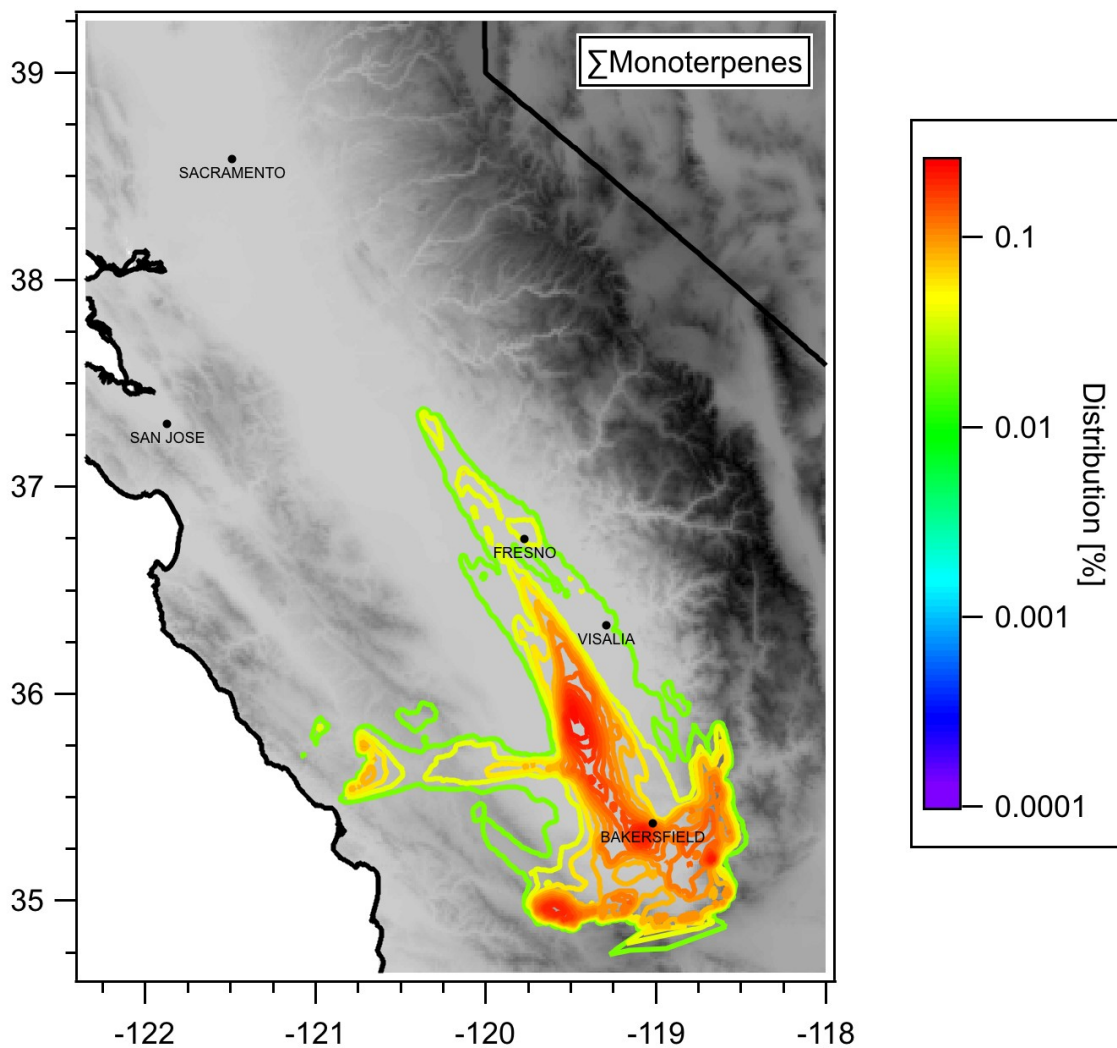 ∑Monoterpenes
39
38
37
36
35
-122
-121
-120
-119
-118
SACRAMENTO
SAN JOSE
FRESNO
VISALIA
BAKERSFIELD
0.1
0.01
0.001
0.0001
Distribution [%]